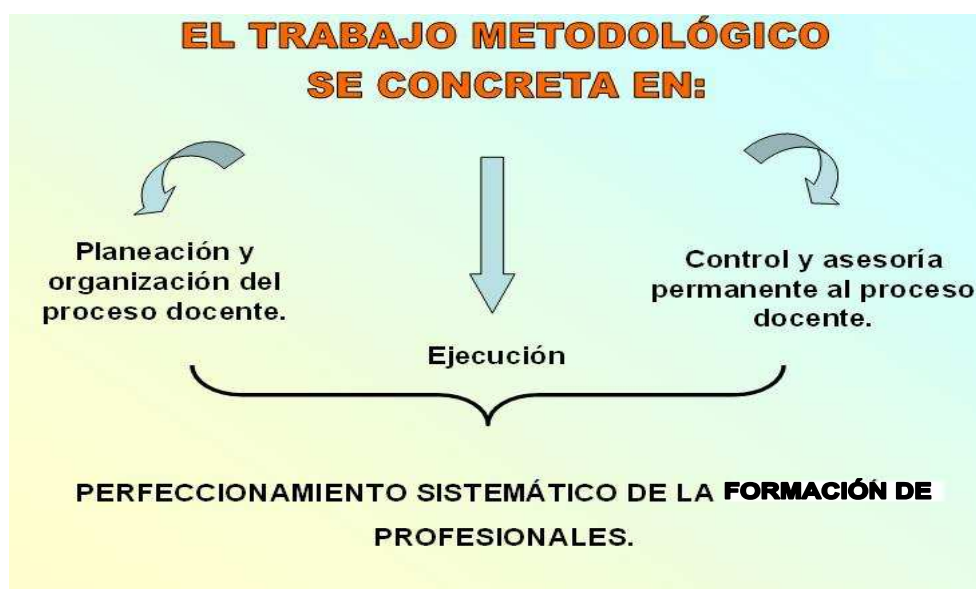 EL TRABAJO METODOLÓGICO
SE CONCRETA EN:
Planeación y
organización del
proceso docente.
Ejecución
Control y asesoría
permanente al proceso
docente.
PERFECCIONAMIENTO SISTEMÁTICO DE LA FORMACIÓN DE
PROFESIONALES.